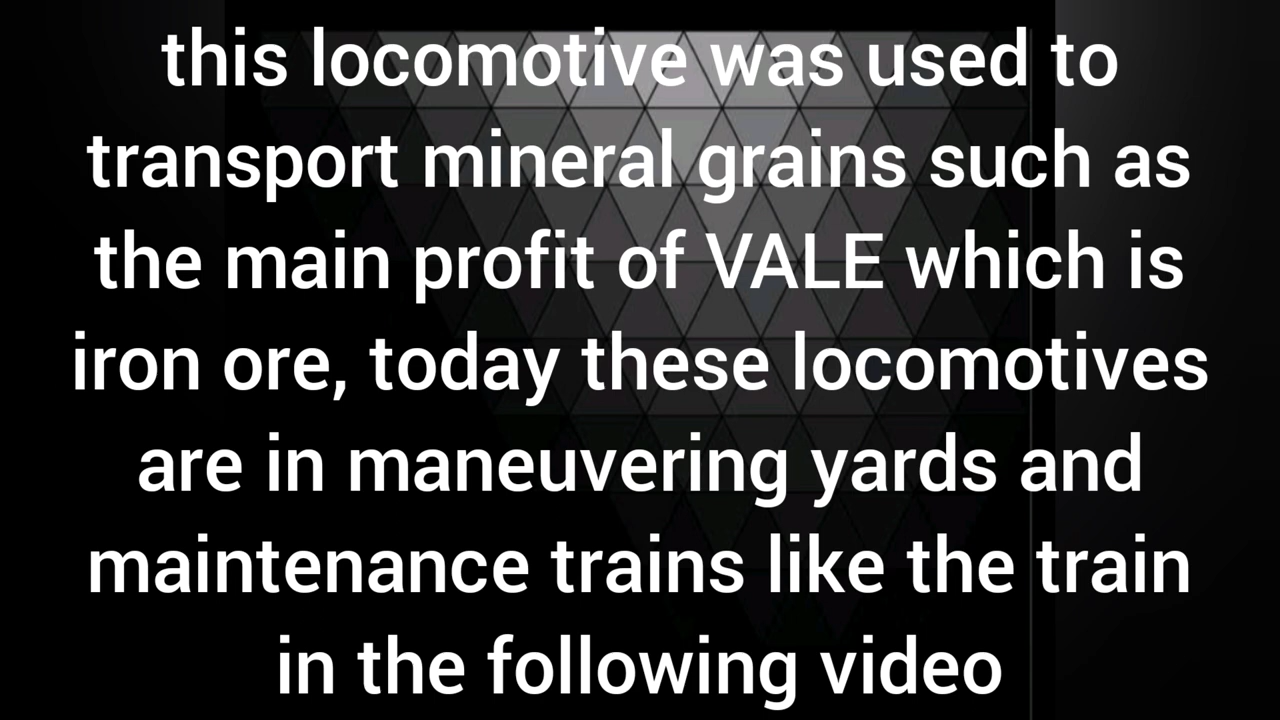 this locomotive was used to
transport mineral grains such as
the main profit of VALE which is
iron ore, today these locomotives
are in maneuvering yards and
maintenance trains like the train
in the following video